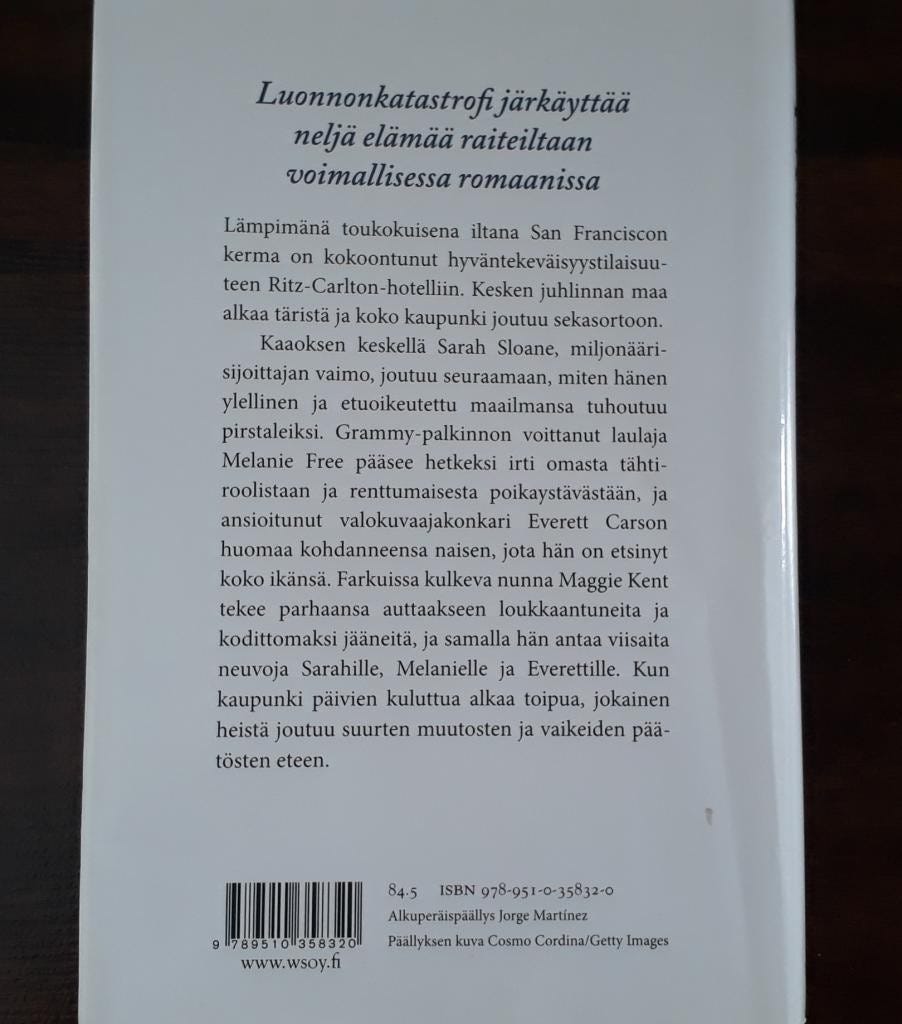 Luonnonkatastrofi järkäyttää
neljä elämää raiteiltaan
voimallisessa romaanissa
Lämpimänä toukokuisena iltana San Franciscon
kerma on kokoontunut hyväntekeväisyystilaisuu-
teen Ritz-Carlton-hotelliin. Kesken juhlinnan maa
alkaa täristä ja koko kaupunki joutuu sekasortoon.
Kaaoksen keskellä Sarah Sloane, miljonääri-
sijoittajan vaimo, joutuu seuraamaan, miten hänen
ylellinen ja etuoikeutettu maailmansa tuhoutuu
pirstaleiksi. Grammy-palkinnon voittanut laulaja
Melanie Free pääsee hetkeksi irti omasta tähti-
roolistaan ja renttumaisesta poikaystävästään, ja
ansioitunut valokuvaajakonkari Everett Carson
huomaa kohdanneensa naisen, jota hän on etsinyt
koko ikänsä. Farkuissa kulkeva nunna Maggie Kent
tekee parhaansa auttaakseen loukkaantuneita ja
kodittomaksi jääneitä, ja samalla hän antaa viisaita
neuvoja Sarahille, Melanielle ja Everettille. Kun
kaupunki päivien kuluttua alkaa toipua, jokainen
heistä joutuu suurten muutosten ja vaikeiden pää-
tösten eteen.
84.5 ISBN 978-951-0-35832-0
Alkuperäispäällys Jorge Martínez
Päällyksen kuva Cosmo Cordina/Getty Images
9 789510 358320
www.wsoy.fi